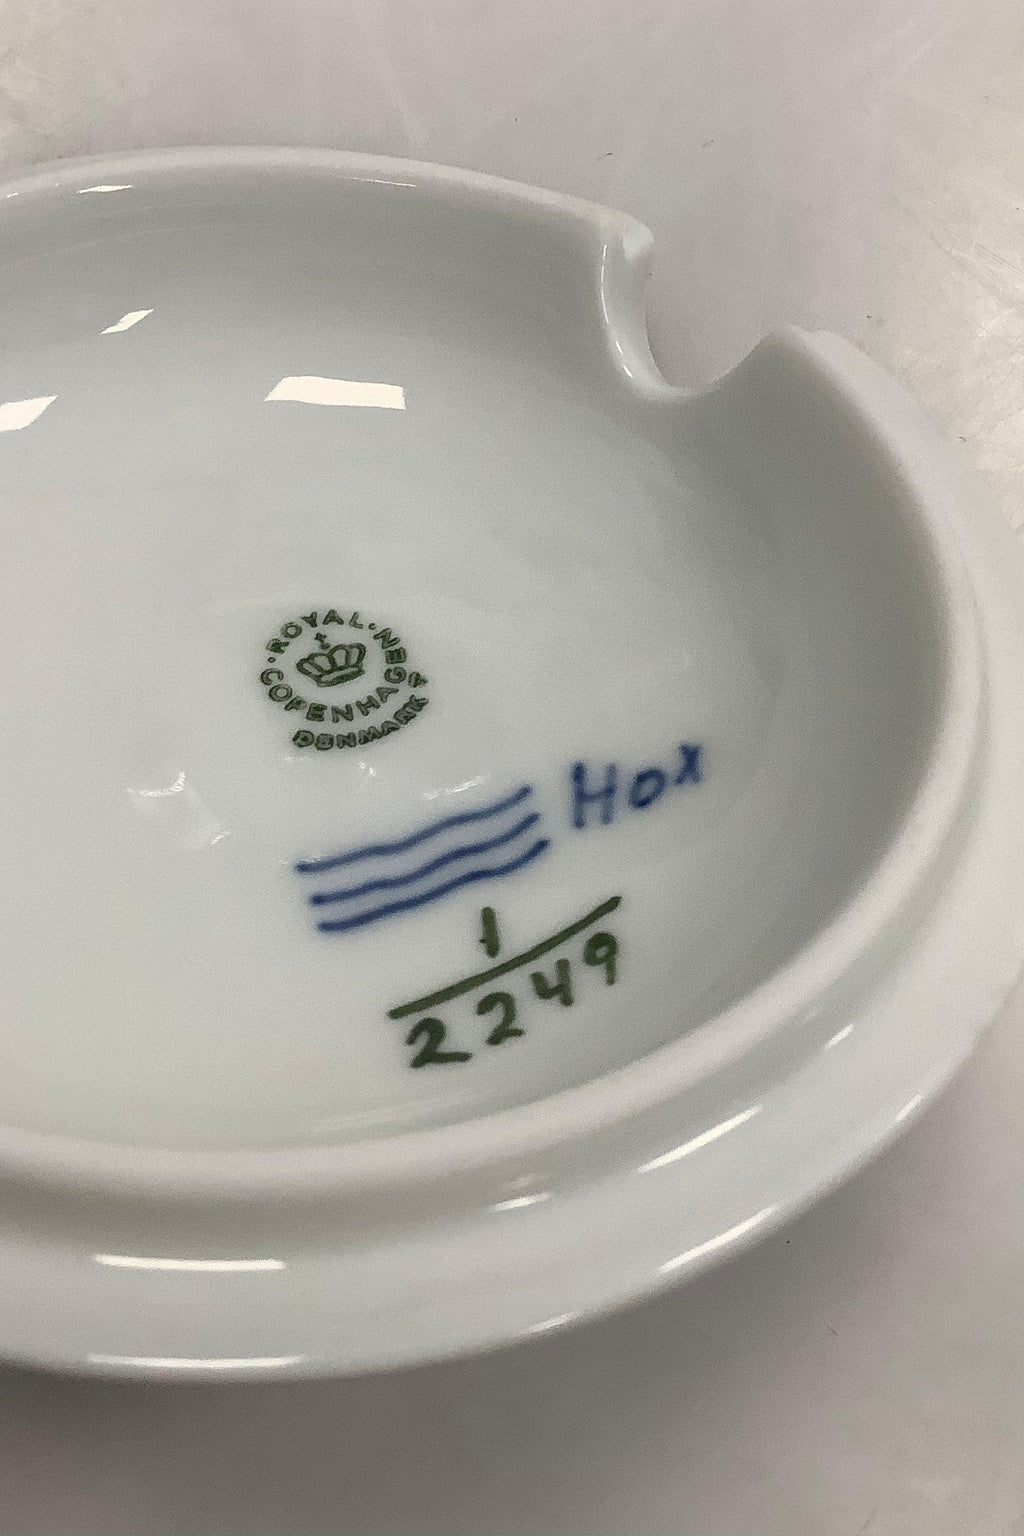 · ROYAL · COPENHAGEN
DENMARK
Hox
1
2249